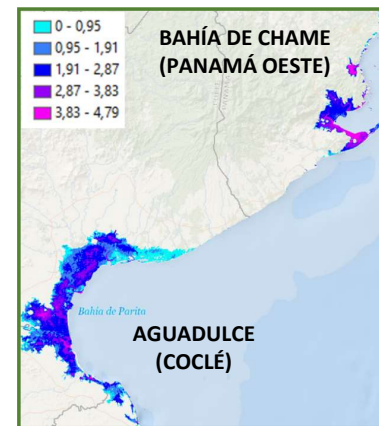 0 - 0,95
0,95 - 1,91
1,91 - 2,87
2,87 - 3,83
3,83 - 4,79
BAHÍA DE CHAME
(PANAMÁ OESTE)
Bahía de Parita
AGUADULCE
(COCLÉ)